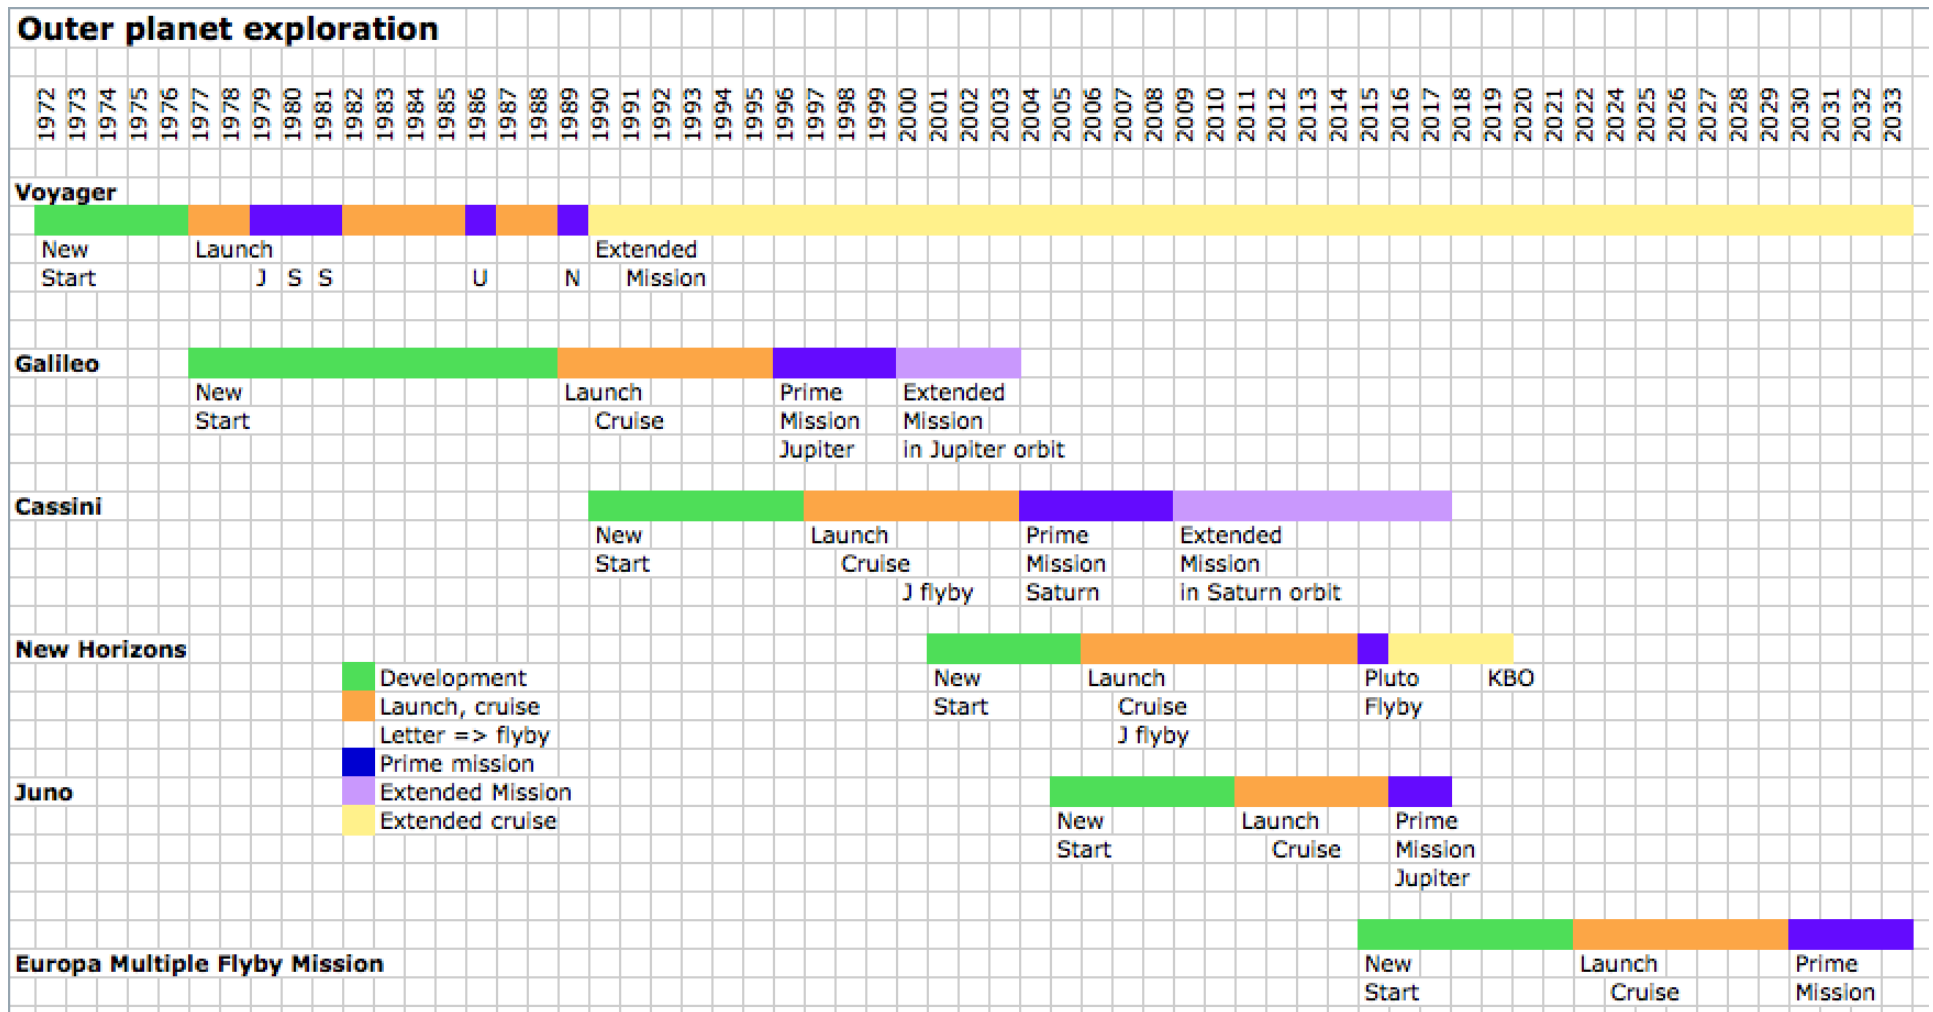 Outer planet exploration
1972 1973 1974 1975 1976 1977 1978 1979 1980 1981 1982 1983 1984 1985 1986 1987 1988 1989 1990 1991 1992 1993 1994 1995 1996 1997 1998 1999 2000 2001 2002 2003 2004 2005 2006 2007 2008 2009 2010 2011 2012 2013 2014 2015 2016 2017 2018 2019 2020 2021 2022 2024 2025 2026 2027 2028 2029 2030 2031 2032 2033
Voyager
New Launch Extended
Start J S S U N Mission
Galileo
New Launch Prime Extended
Start Cruise Mission Mission
Jupiter in Jupiter orbit
Cassini
New Launch Prime Extended
Start Cruise Mission Mission
J flyby Saturn in Saturn orbit
New Horizons
Development New Launch Pluto KBO
Launch, cruise Start Cruise Flyby
Letter => flyby J flyby
Prime mission
Juno Extended Mission
Extended cruise New Launch Prime
Start Cruise Mission
Jupiter
Europa Multiple Flyby Mission New Launch Prime
Start Cruise Mission